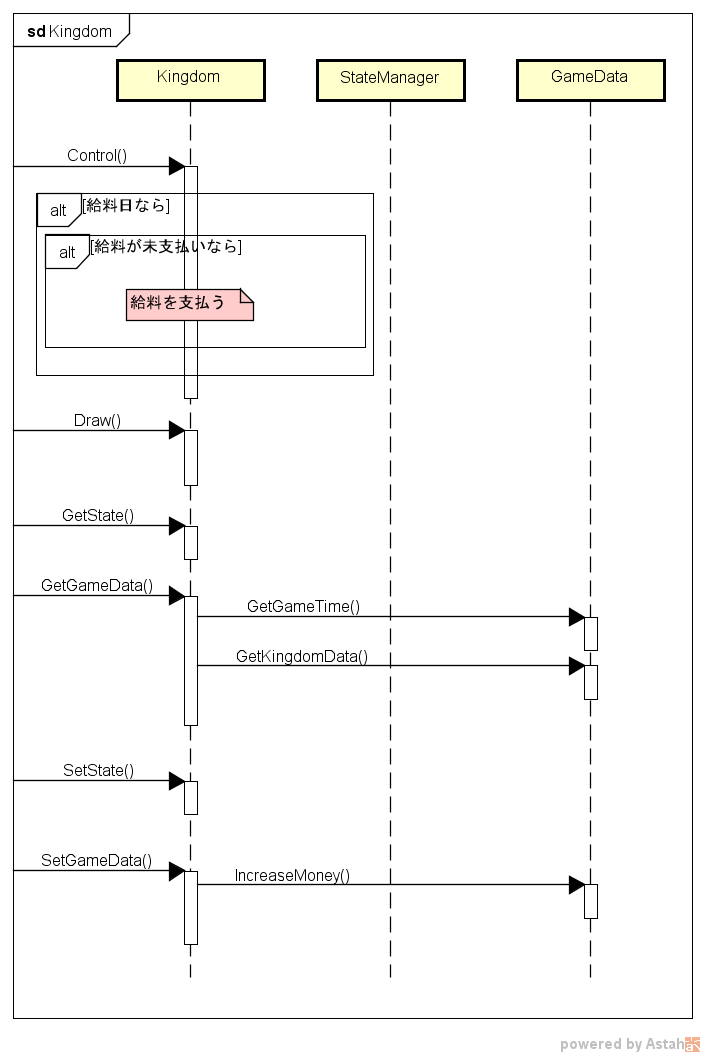 sd Kingdom
Kingdom
StateManager
GameData
Control()
alt [給料日なら]
alt [給料が未支払いなら]
給料を支払う
Draw()
GetState()
GetGameData()
GetGameTime()
GetKingdomData()
SetState()
SetGameData()
IncreaseMoney()
powered by Astah